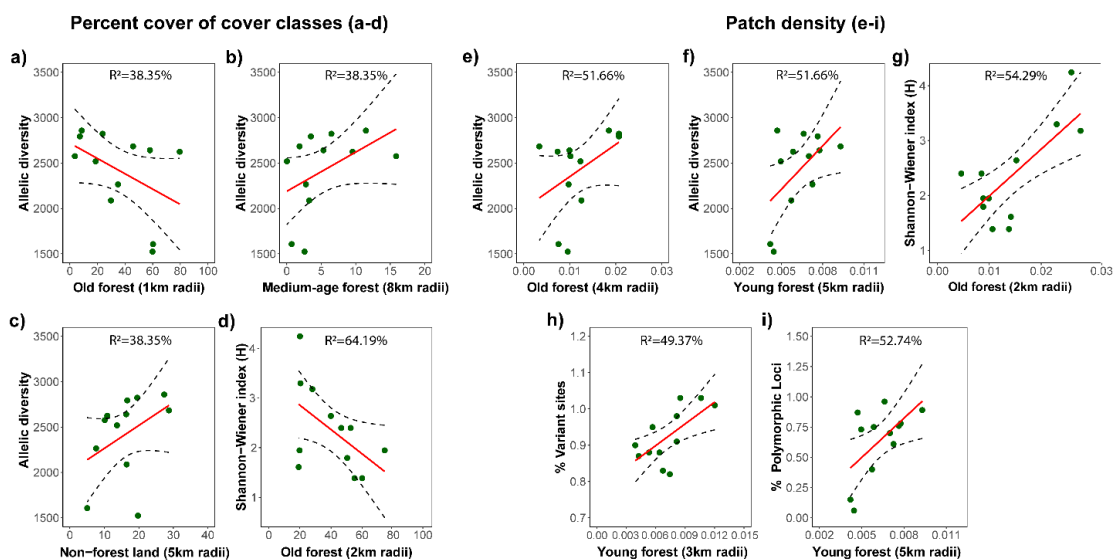 Percent cover of cover classes (a-d)
Patch density (e-i)
a)
R²=38.35%
Allelic diversity
3500
3000
2500
2000
1500
0 20 40 60 80 100
Old forest (1km radii)
b)
R²=38.35%
Allelic diversity
3500
3000
2500
2000
1500
0 5 10 15 20
Medium-age forest (8km radii)
e)
R²=51.66%
Allelic diversity
3500
3000
2500
2000
1500
0.00 0.01 0.02 0.03
Old forest (4km radii)
f)
R²=51.66%
Allelic diversity
3500
3000
2500
2000
1500
0.002 0.005 0.008 0.011
Young forest (5km radii)
g)
R²=54.29%
Shannon−Wiener index (H)
4
3
2
1
0.00 0.01 0.02 0.03
Old forest (2km radii)
c)
R²=38.35%
Allelic diversity
3500
3000
2500
2000
1500
0 10 20 30 40
Non-forest land (5km radii)
d)
R²=64.19%
Shannon−Wiener index (H)
4
3
2
1
0 25 50 75 100
Old forest (2km radii)
h)
R²=49.37%
% Variant sites
1.2
1.1
1.0
0.9
0.8
0.7
0.000 0.003 0.006 0.009 0.012 0.015
Young forest (3km radii)
i)
R²=52.74%
% Polymorphic Loci
1.50
1.25
1.00
0.75
0.50
0.25
0.00
0.002 0.005 0.008 0.011
Young forest (5km radii)